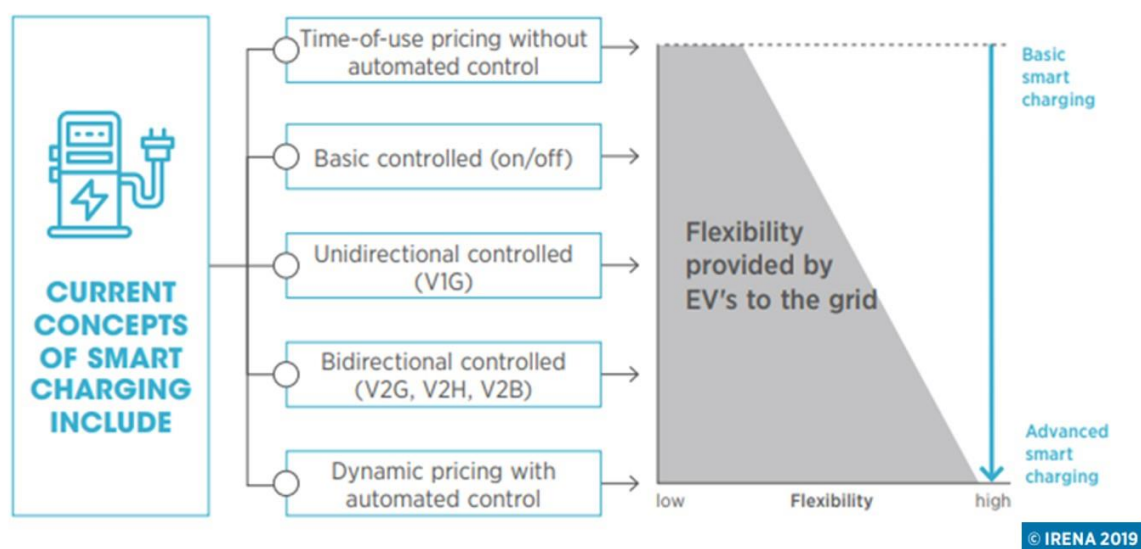 CURRENT
CONCEPTS
OF SMART
CHARGING
INCLUDE
Time-of-use pricing without
automated control
Basic controlled (on/off)
Unidirectional controlled
(V1G)
Bidirectional controlled
(V2G, V2H, V2B)
Dynamic pricing with
automated control
Flexibility
provided by
EV's to the grid
low
Flexibility
high
Basic
smart
charging
Advanced
smart
charging
© IRENA 2019